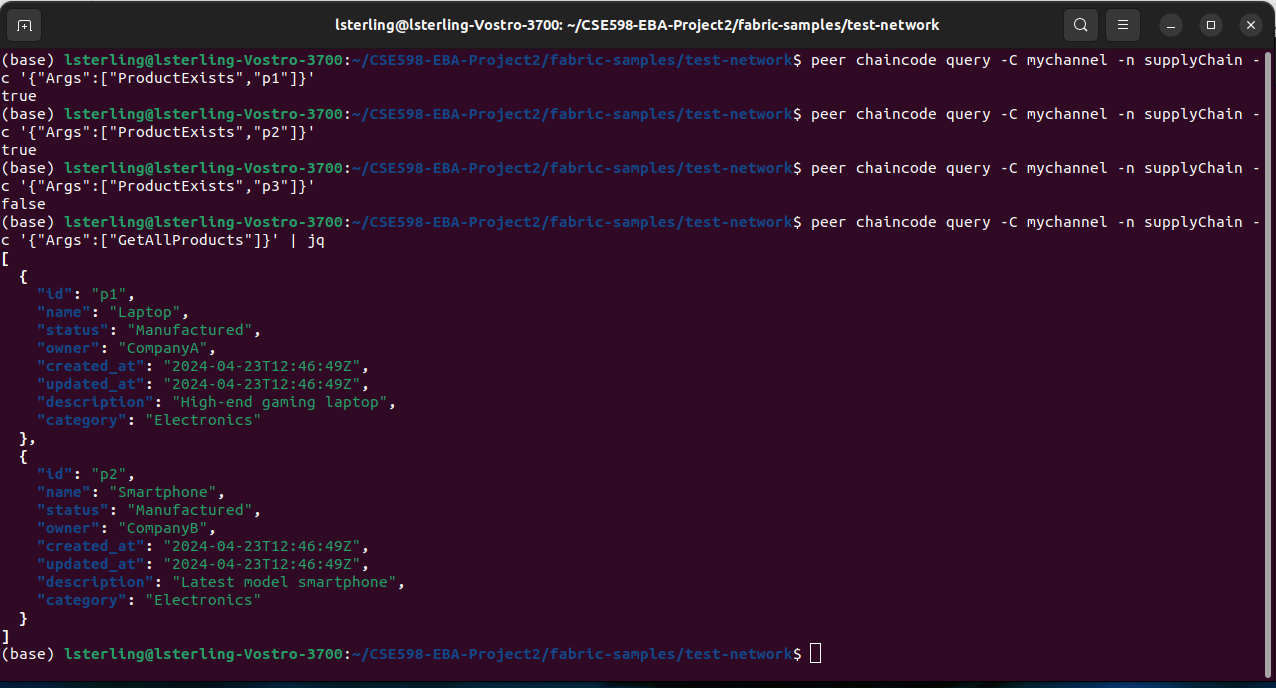 lsterling@lsterling-Vostro-3700: ~/CSE598-EBA-Project2/fabric-samples/test-network
(base) lsterling@lsterling-Vostro-3700:~/CSE598-EBA-Project2/fabric-samples/test-network$ peer chaincode query -C mychannel -n supplyChain -
c '{"Args":["ProductExists","p1"]}'
true
(base) lsterling@lsterling-Vostro-3700:~/CSE598-EBA-Project2/fabric-samples/test-network$ peer chaincode query -C mychannel -n supplyChain -
c '{"Args":["ProductExists","p2"]}'
true
(base) lsterling@lsterling-Vostro-3700:~/CSE598-EBA-Project2/fabric-samples/test-network$ peer chaincode query -C mychannel -n supplyChain -
c '{"Args":["ProductExists","p3"]}'
false
(base) lsterling@lsterling-Vostro-3700:~/CSE598-EBA-Project2/fabric-samples/test-network$ peer chaincode query -C mychannel -n supplyChain -
c '{"Args":["GetAllProducts"]}' | jq
[
  {
    "id": "p1",
    "name": "Laptop",
    "status": "Manufactured",
    "owner": "CompanyA",
    "created_at": "2024-04-23T12:46:49Z",
    "updated_at": "2024-04-23T12:46:49Z",
    "description": "High-end gaming laptop",
    "category": "Electronics"
  },
  {
    "id": "p2",
    "name": "Smartphone",
    "status": "Manufactured",
    "owner": "CompanyB",
    "created_at": "2024-04-23T12:46:49Z",
    "updated_at": "2024-04-23T12:46:49Z",
    "description": "Latest model smartphone",
    "category": "Electronics"
  }
]
(base) lsterling@lsterling-Vostro-3700:~/CSE598-EBA-Project2/fabric-samples/test-network$